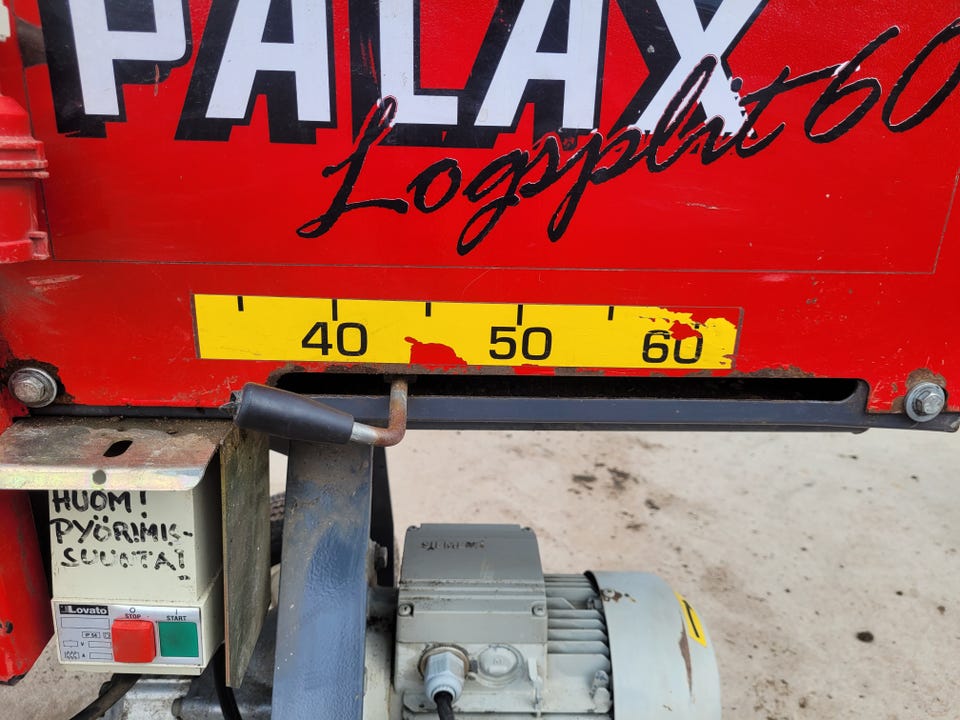 PALAX
Logsplit 60
40 50 60
HUOM!
PYÖRIMIS-
SUUNTA!
Lovato
STOP START